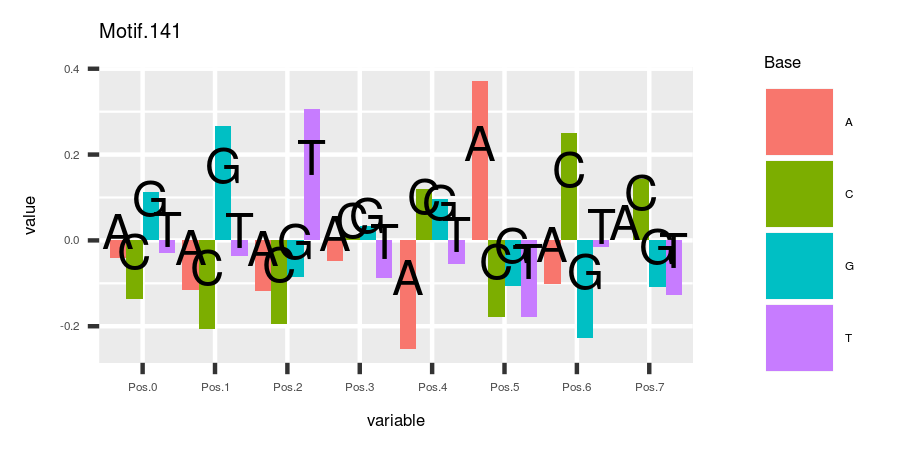 Motif.141
value
0.4
0.2
0.0
-0.2
A C G T A C G T A C G T A C G T A C G T A C G T A C G T A C G T
Pos.0 Pos.1 Pos.2 Pos.3 Pos.4 Pos.5 Pos.6 Pos.7
variable
Base
A
C
G
T